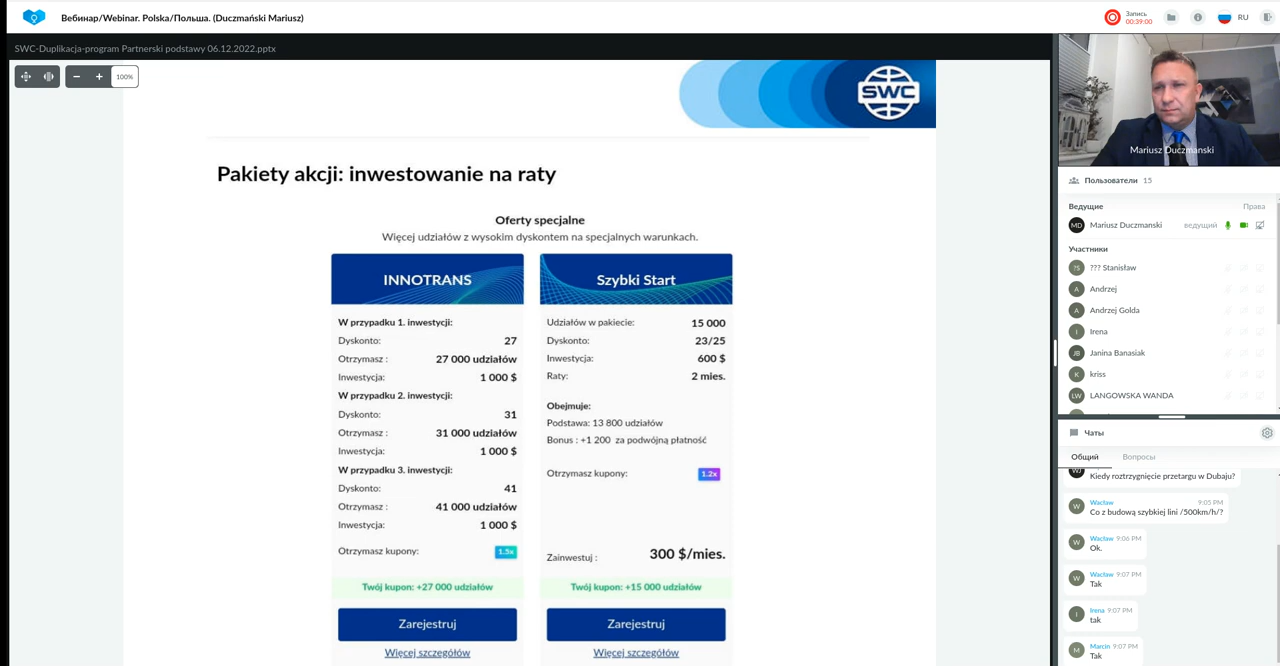 Вебинар/Webinar. Polska/Польша. (Duczmański Mariusz)
Запись
00:39:00
RU
SWC-Duplikacja-program Partnerski podstawy 06.12.2022.pptx
100%
SWC
Pakiety akcji: inwestowanie na raty
Oferty specjalne
Więcej udziałów z wysokim dyskontem na specjalnych warunkach.
INNOTRANS
W przypadku 1. inwestycji:
Dyskonto: 27
Otrzymasz : 27 000 udziałów
Inwestycja: 1 000 $
W przypadku 2. inwestycji:
Dyskonto: 31
Otrzymasz : 31 000 udziałów
Inwestycja: 1 000 $
W przypadku 3. inwestycji:
Dyskonto: 41
Otrzymasz : 41 000 udziałów
Inwestycja: 1 000 $
Otrzymasz kupony: 1.5x
Twój kupon: +27 000 udziałów
Zarejestruj
Więcej szczegółów
Szybki Start
Udziałów w pakiecie: 15 000
Dyskonto: 23/25
Inwestycja: 600 $
Raty: 2 mies.
Obejmuje:
Podstawa: 13 800 udziałów
Bonus : +1 200 za podwójną płatność
Otrzymasz kupony: 1.2x
Zainwestuj : 300 $/mies.
Twój kupon: +15 000 udziałów
Zarejestruj
Więcej szczegółów
Mariusz Duczmanski
Пользователи 15
Ведущие Права
MD Mariusz Duczmanski ведущий
Участники
?S ??? Stanisław
A Andrzej
A Andrzej Golda
I Irena
JB Janina Banasiak
K kriss
LW LANGOWSKA WANDA
Чаты
Общий Вопросы
Kiedy roztrzygnięcie przetargu w Dubaju?
W Wacław 9:05 PM
Co z budową szybkiej lini /500km/h/?
W Wacław 9:06 PM
Ok.
W Wacław 9:07 PM
Tak
I Irena 9:07 PM
tak
M Marcin 9:07 PM
Tak